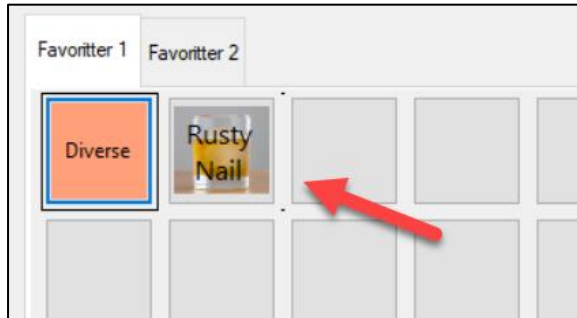 Favoritter 1
Favoritter 2
Diverse
Rusty
Nail